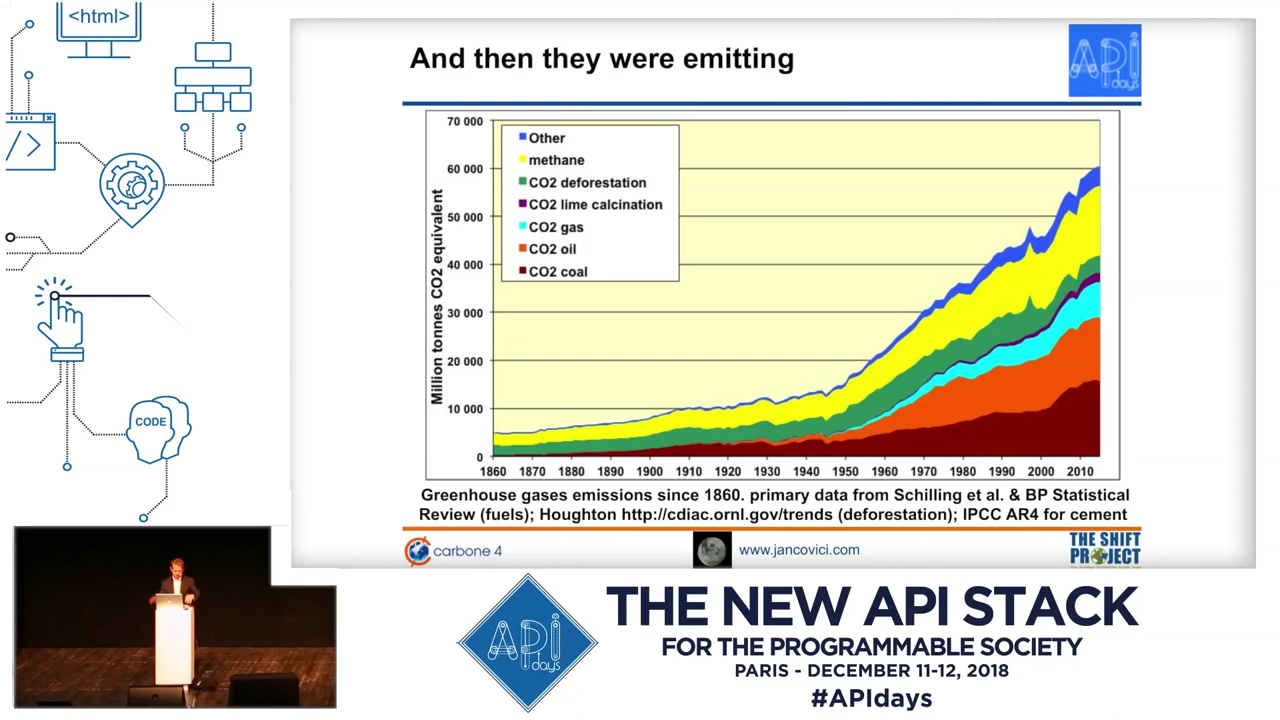 <html>
</>
CODE
And then they were emitting
API
days
70 000
60 000
50 000
40 000
30 000
20 000
10 000
0
Million tonnes CO2 equivalent
Other
methane
CO2 deforestation
CO2 lime calcination
CO2 gas
CO2 oil
CO2 coal
1860 1870 1880 1890 1900 1910 1920 1930 1940 1950 1960 1970 1980 1990 2000 2010
Greenhouse gases emissions since 1860. primary data from Schilling et al. & BP Statistical
Review (fuels); Houghton http://cdiac.ornl.gov/trends (deforestation); IPCC AR4 for cement
carbone 4
www.jancovici.com
THE SHIFT
PROJECT
API
days
THE NEW API STACK
FOR THE PROGRAMMABLE SOCIETY
PARIS - DECEMBER 11-12, 2018
#APIdays